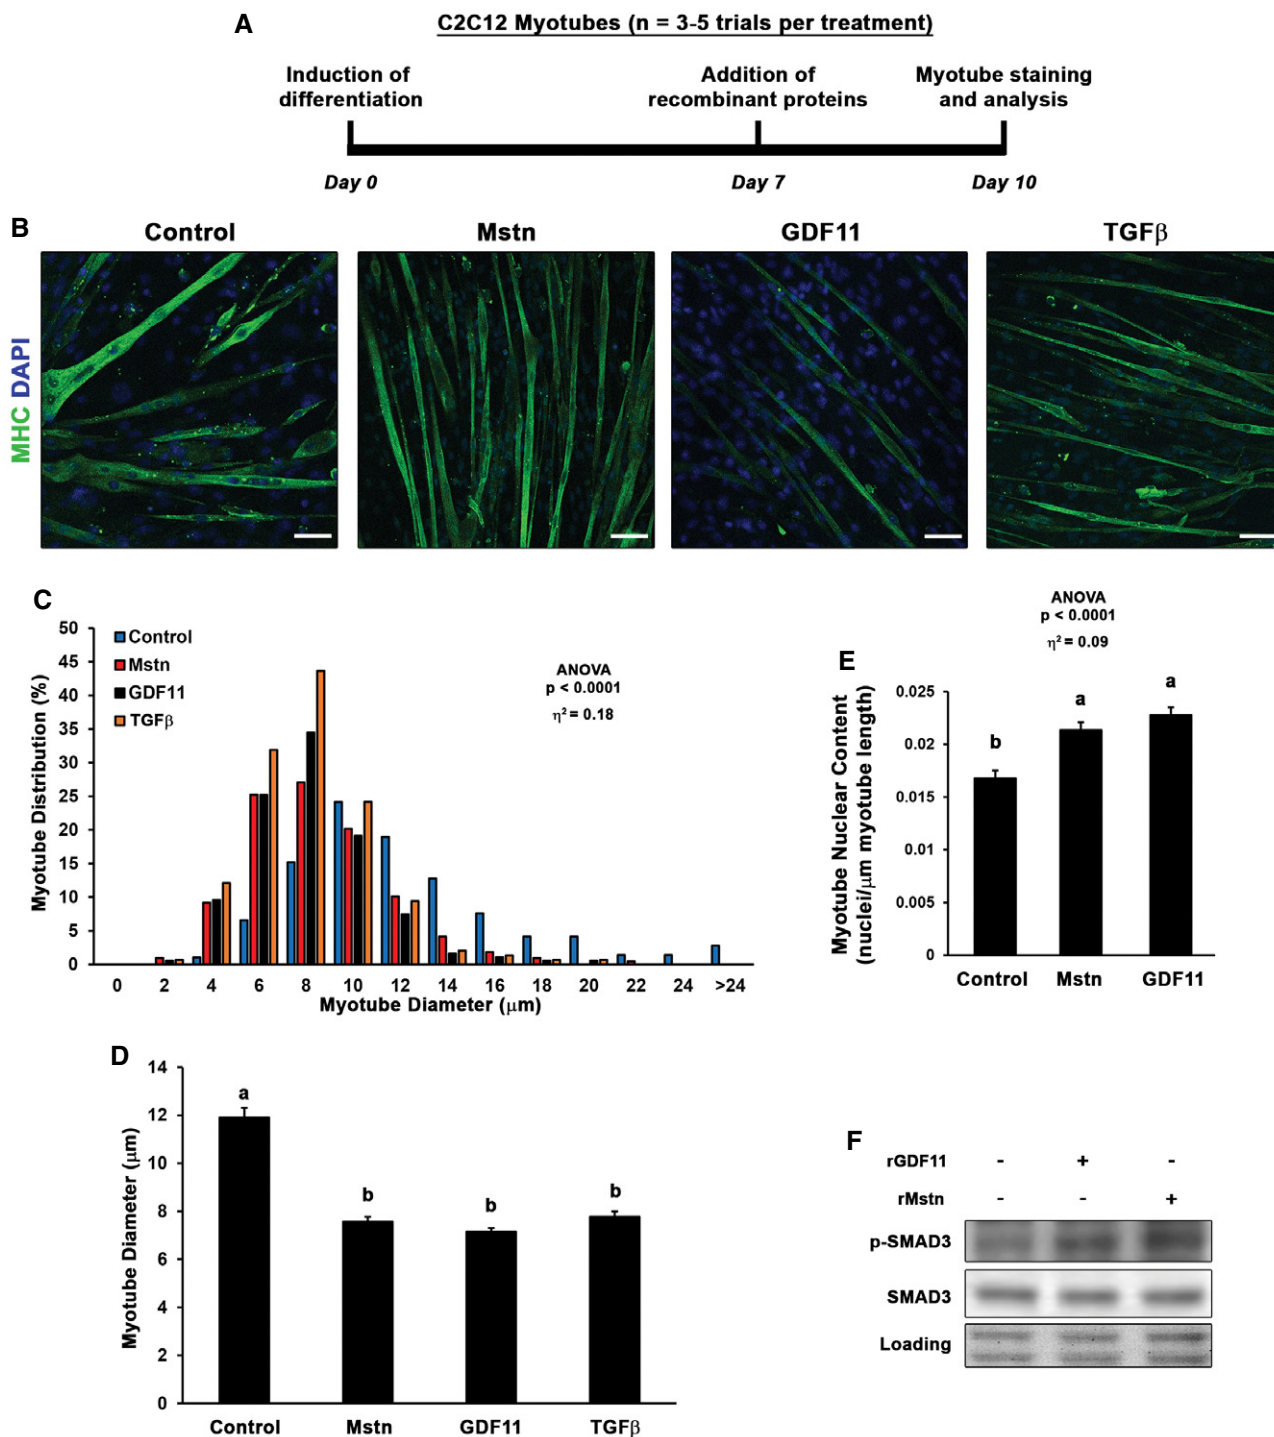 A
C2C12 Myotubes (n = 3-5 trials per treatment)
Induction of
differentiation
Addition of
recombinant proteins
Myotube staining
and analysis
Day 0
Day 7
Day 10
B
Control
Mstn
GDF11
TGFβ
MHC DAPI
C
Myotube Distribution (%)
50
45
40
35
30
25
20
15
10
5
0
Control
Mstn
GDF11
TGFβ
ANOVA
p < 0.0001
η² = 0.18
0 2 4 6 8 10 12 14 16 18 20 22 24 >24
Myotube Diameter (μm)
D
Myotube Diameter (μm)
14
12
10
8
6
4
2
0
a
b
b
b
Control
Mstn
GDF11
TGFβ
E
ANOVA
p < 0.0001
η² = 0.09
Myotube Nuclear Content
(nuclei/μm myotube length)
0.025
0.02
0.015
0.01
0.005
0
b
a
a
Control
Mstn
GDF11
F
rGDF11 - + -
rMstn - - +
p-SMAD3
SMAD3
Loading